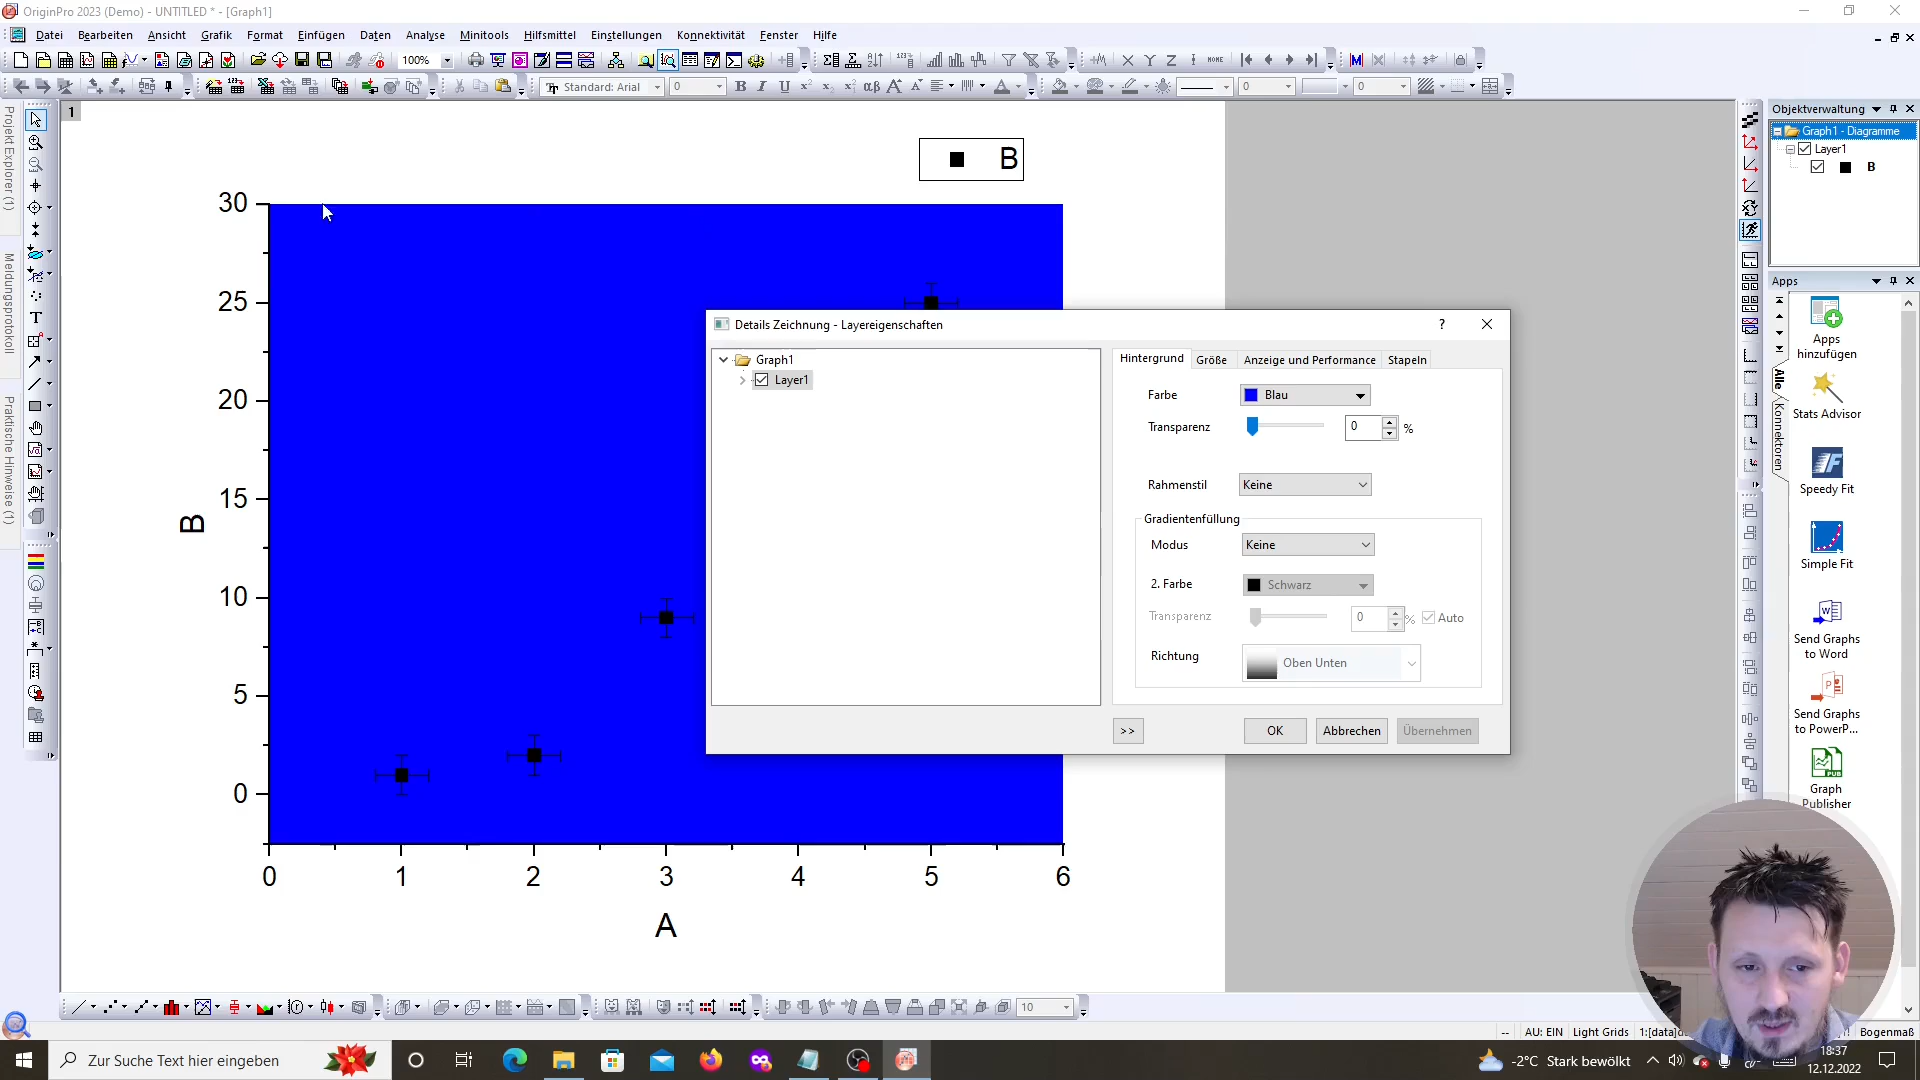 OriginPro 2023 (Demo) - UNTITLED * - [Graph1]
Datei Bearbeiten Ansicht Grafik Format Einfügen Daten Analyse Minitools Hilfsmittel Einstellungen Konnektivität Fenster Hilfe
100%
Standard: Arial 0 B I U αβ A A A 0 0
Projekt Explorer (1)
Meldungsprotokoll
Praktische Hinweise (1)
1
B
30
25
20
15
10
5
0
B
0 1 2 3 4 5 6
A
Details Zeichnung - Layereigenschaften
Graph1
Layer1
Hintergrund Größe Anzeige und Performance Stapeln
Farbe Blau
Transparenz 0 %
Rahmenstil Keine
Gradientenfüllung
Modus Keine
2. Farbe Schwarz
Transparenz 0 % Auto
Richtung Oben Unten
>> OK Abbrechen Übernehmen
Objektverwaltung
Graph1 - Diagramme
Layer1
B
Apps
Alle
Konnektoren
Apps
hinzufügen
Stats Advisor
Speedy Fit
Simple Fit
Send Graphs
to Word
Send Graphs
to PowerP...
Graph
Publisher
10
-- AU: EIN Light Grids 1:[data]d Bogenmaß
Zur Suche Text hier eingeben
-2°C Stark bewölkt
18:37
12.12.2022